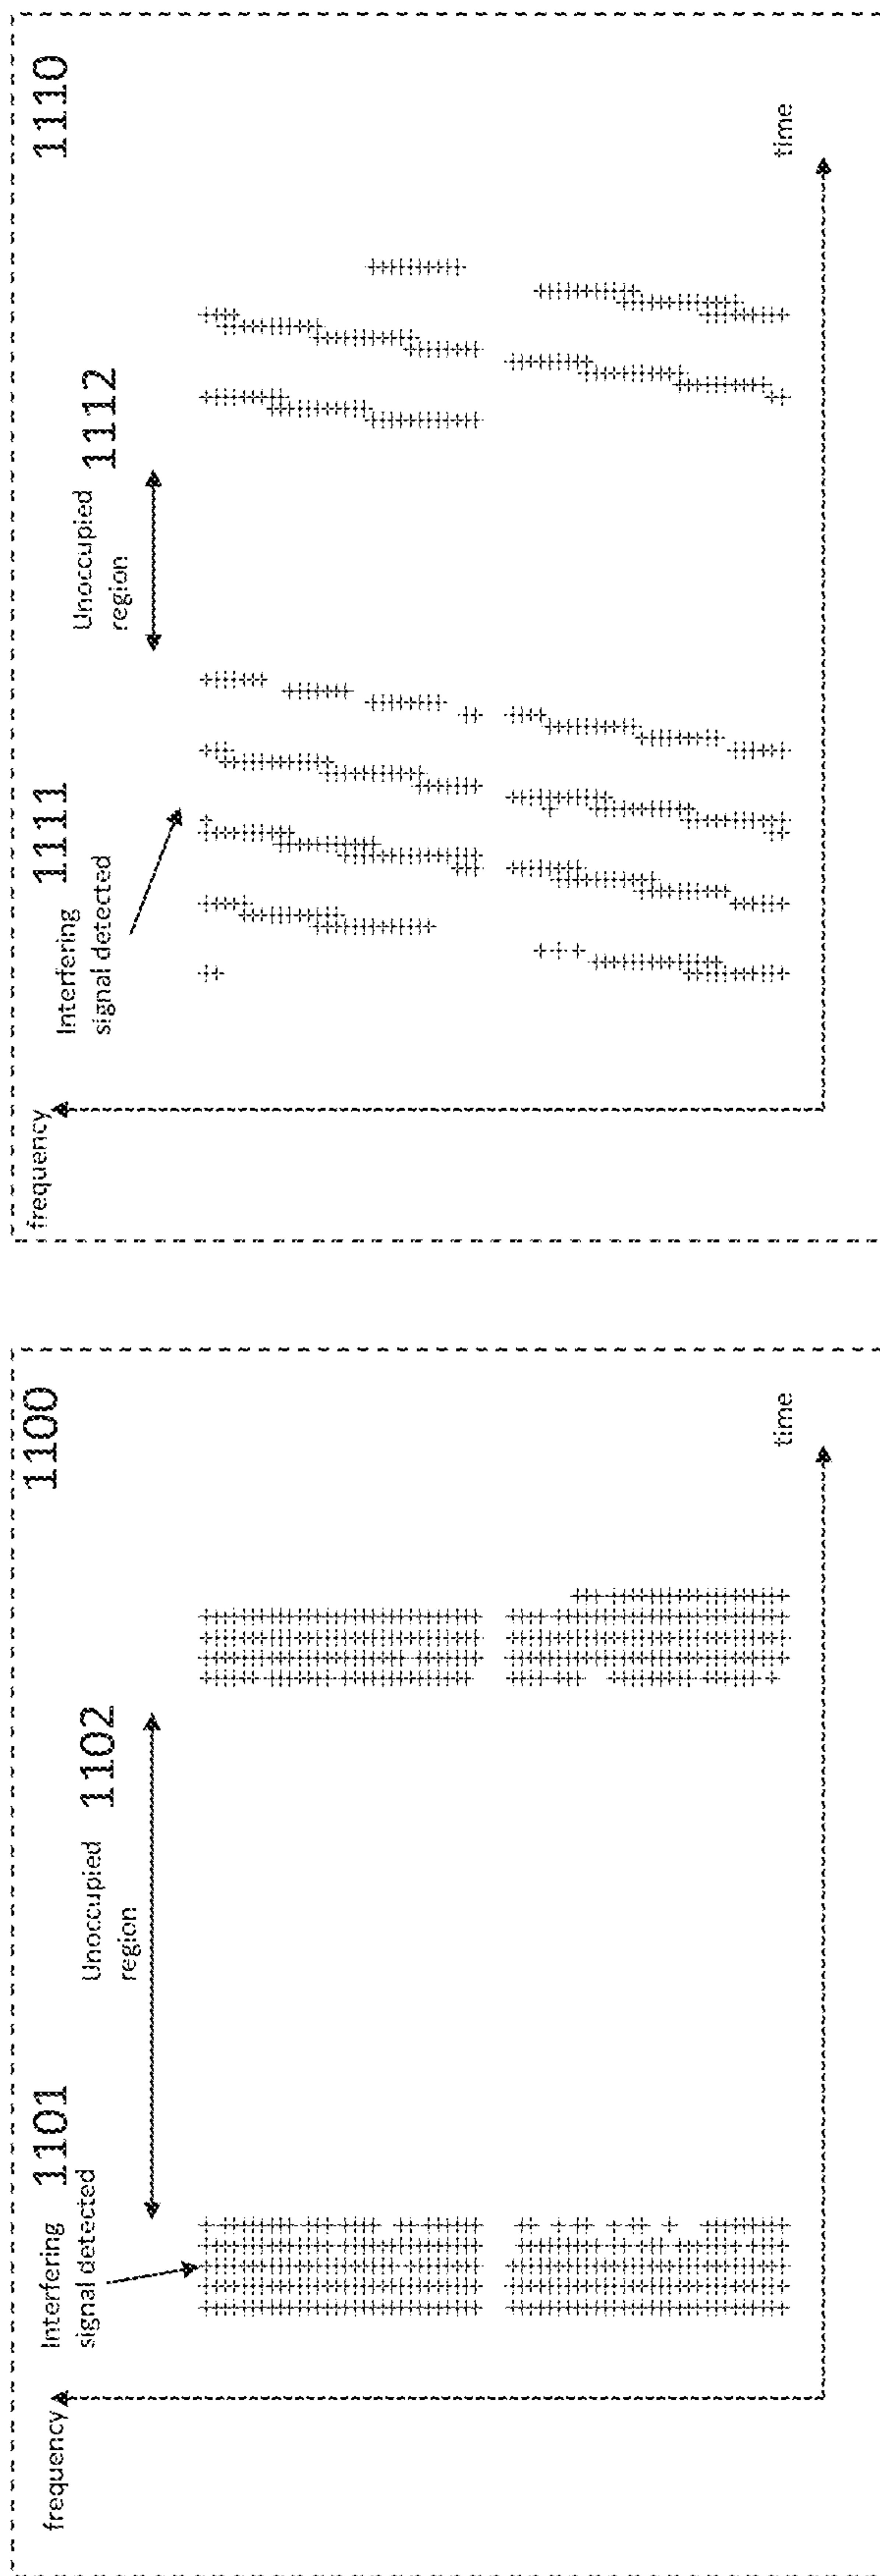 1100
frequency
Interfering
signal detected
1101
Unoccupied
region
1102
time
1110
frequency
Interfering
signal detected
1111
Unoccupied
region
1112
time